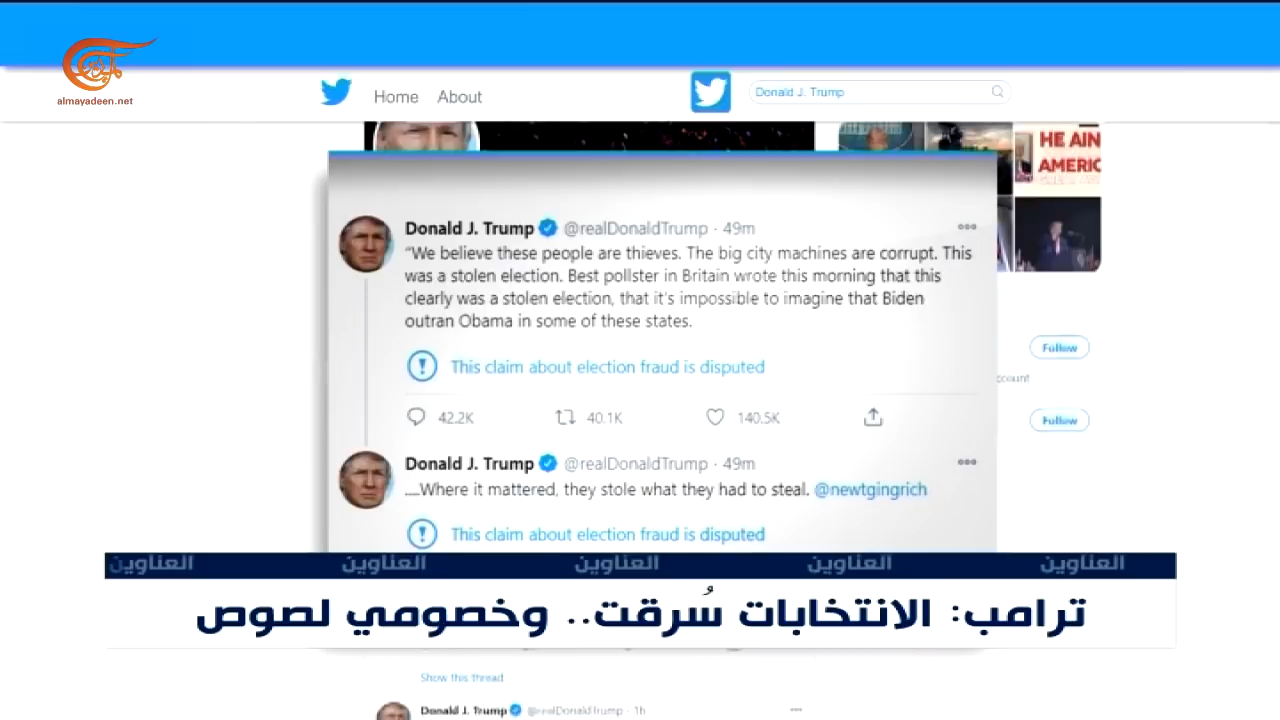 almayadeen.net
Home About
Donald J. Trump
HE AIN
AMERIC
Donald J. Trump @realDonaldTrump · 49m
"We believe these people are thieves. The big city machines are corrupt. This
was a stolen election. Best pollster in Britain wrote this morning that this
clearly was a stolen election, that it's impossible to imagine that Biden
outran Obama in some of these states.
Follow
This claim about election fraud is disputed
count
42.2K 40.1K 140.5K
Follow
Donald J. Trump @realDonaldTrump · 49m
....Where it mattered, they stole what they had to steal. @newtgingrich
This claim about election fraud is disputed
العناوين العناوين العناوين العناوين العناوين
ترامب: الانتخابات سُرقت.. وخصومي لصوص
Show this thread
Donald J. Trump @realDonaldTrump · 1h